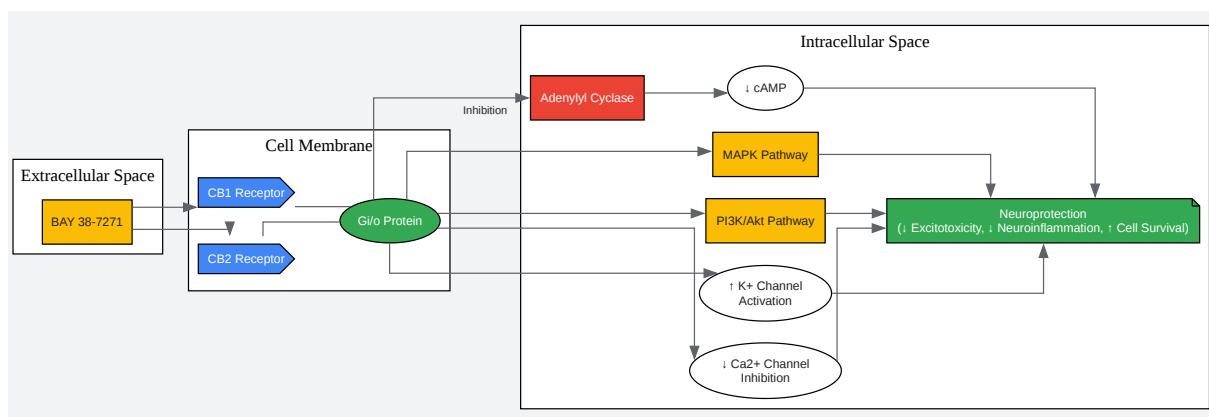 Extracellular Space
BAY 38-7271
Cell Membrane
CB1 Receptor
CB2 Receptor
Gi/o Protein
Inhibition
Intracellular Space
Adenylyl Cyclase
↓ cAMP
MAPK Pathway
PI3K/Akt Pathway
↑ K+ Channel
Activation
↓ Ca2+ Channel
Inhibition
Neuroprotection
(↓ Excitotoxicity, ↓ Neuroinflammation, ↑ Cell Survival)